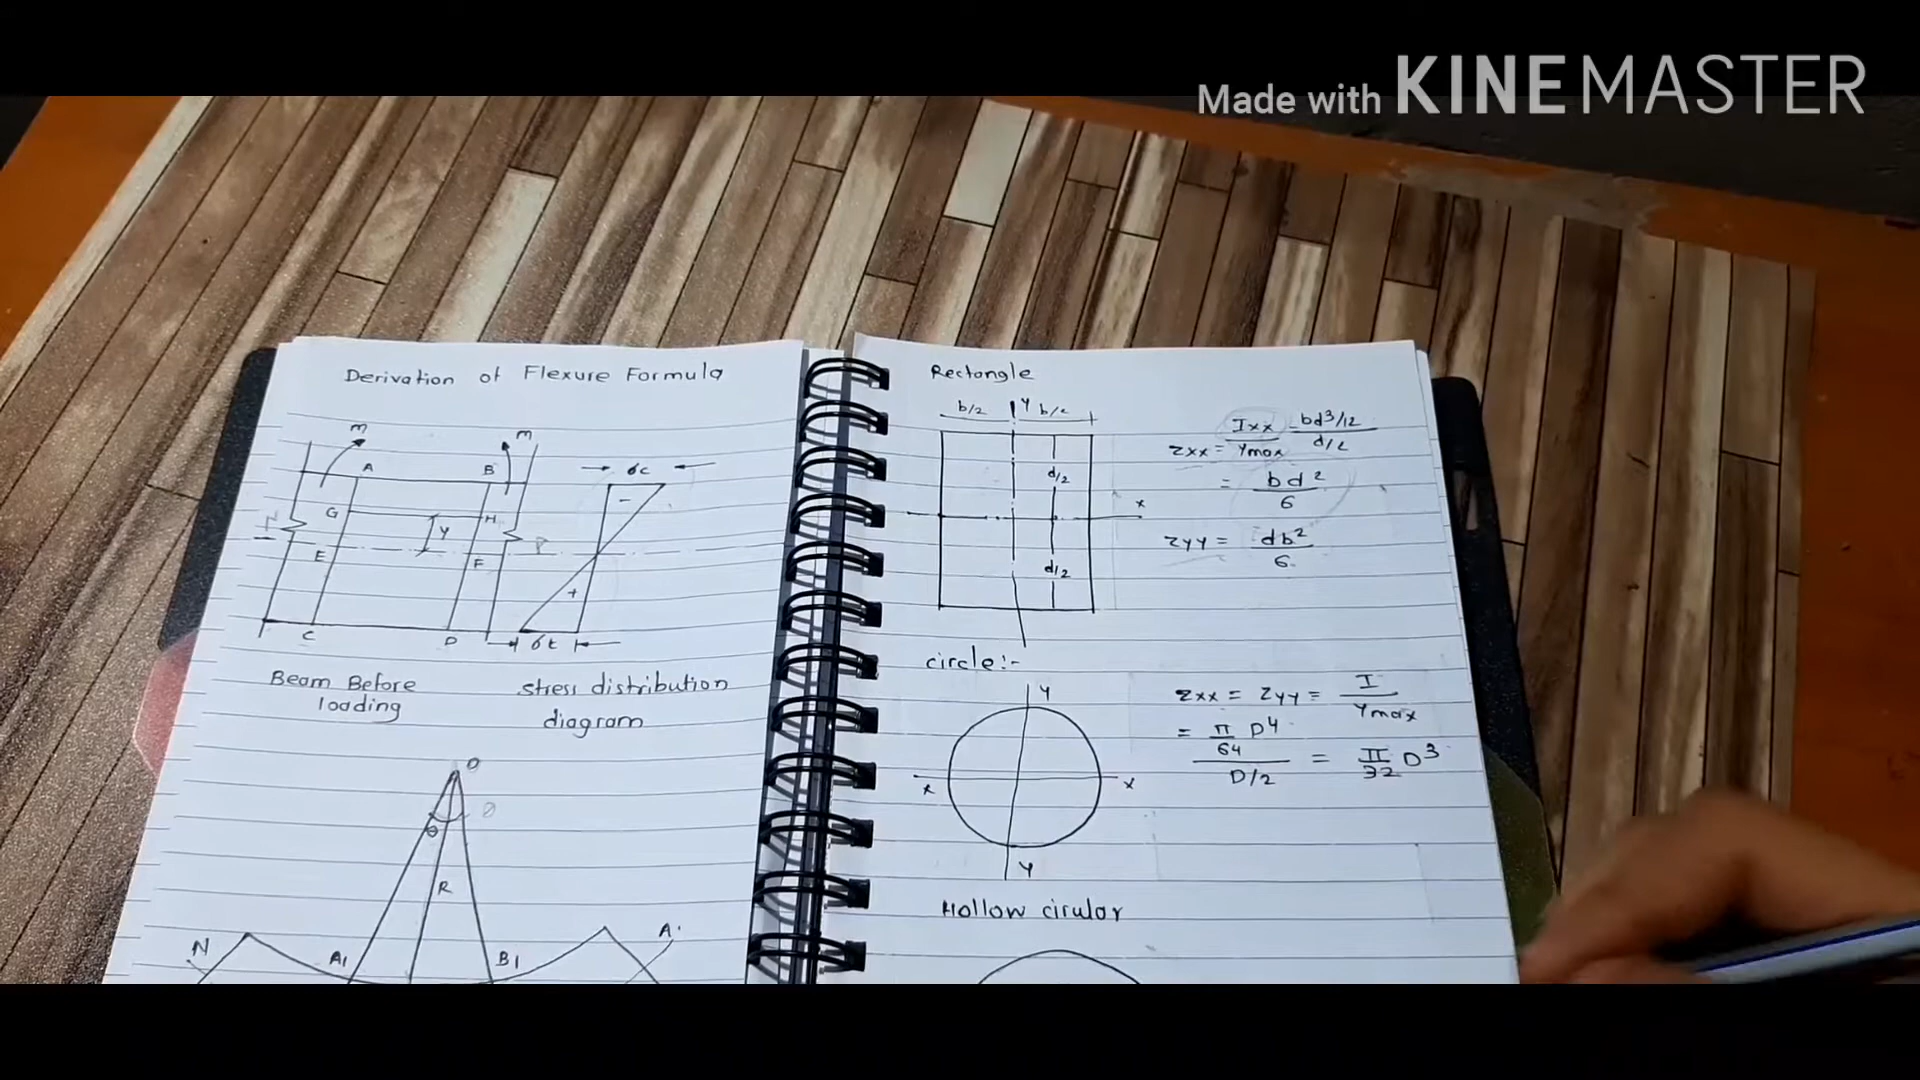 Made with KINEMASTER
Derivation of Flexure Formula
m
m
A
B
σc
-
G
H
y
E
F
+
C
D
σt
Beam Before
loading
stress distribution
diagram
O
θ
R
N
A1
B1
A'
Rectangle
b/2
Y
b/2
d/2
x
d/2
Zxx = Ixx/Ymax = bd³/12 / d/2
= bd²/6
Zyy = db²/6
circle:-
Y
x
x
Y
Zxx = Zyy = I/Ymax
= π/64 D⁴ / D/2 = π/32 D³
Hollow cirular